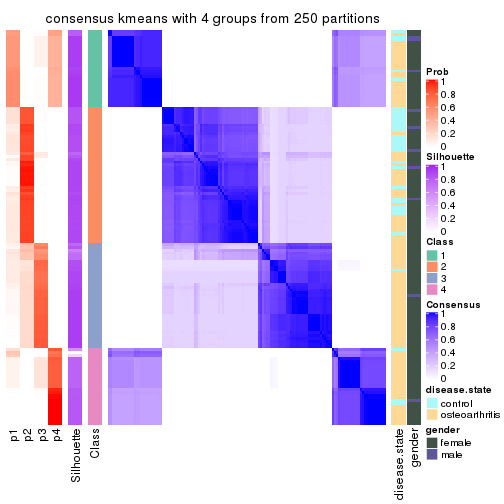 consensus kmeans with 4 groups from 250 partitions
Prob
1
0.8
0.6
0.4
0.2
0
Silhouette
1
0.8
0.6
0.4
0.2
0
Class
1
2
3
4
Consensus
1
0.8
0.6
0.4
0.2
0
disease.state
control
osteoarthritis
gender
female
male
p1
p2
p3
p4
Silhouette
Class
disease.state
gender